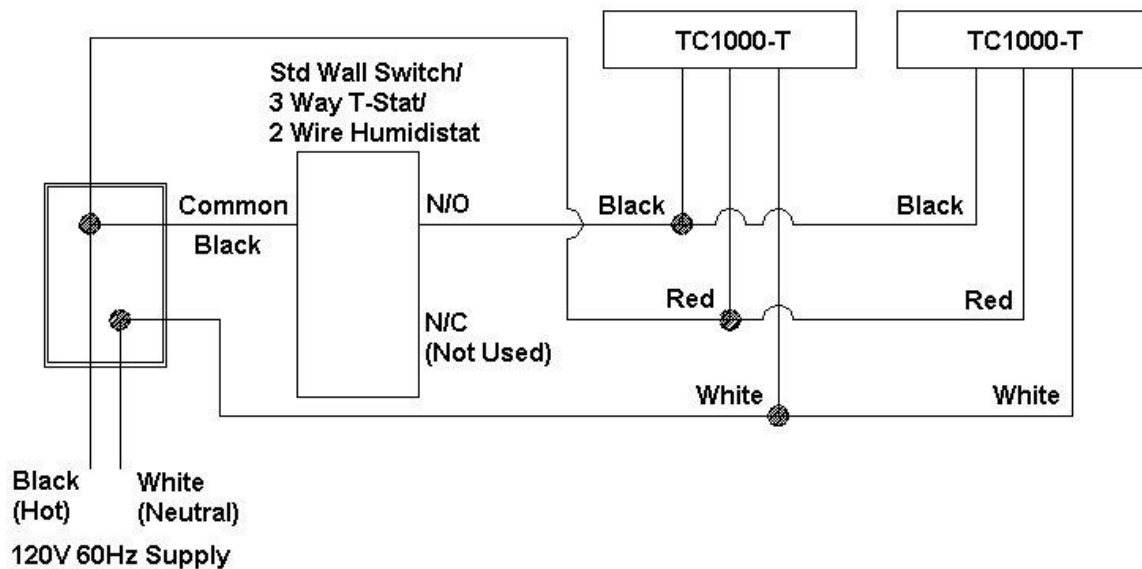 TC1000-T
TC1000-T
Std Wall Switch/
3 Way T-Stat/
2 Wire Humidistat
Common
Black
N/O
Black
Black
N/C
(Not Used)
Red
Red
White
White
Black
(Hot)
White
(Neutral)
120V 60Hz Supply